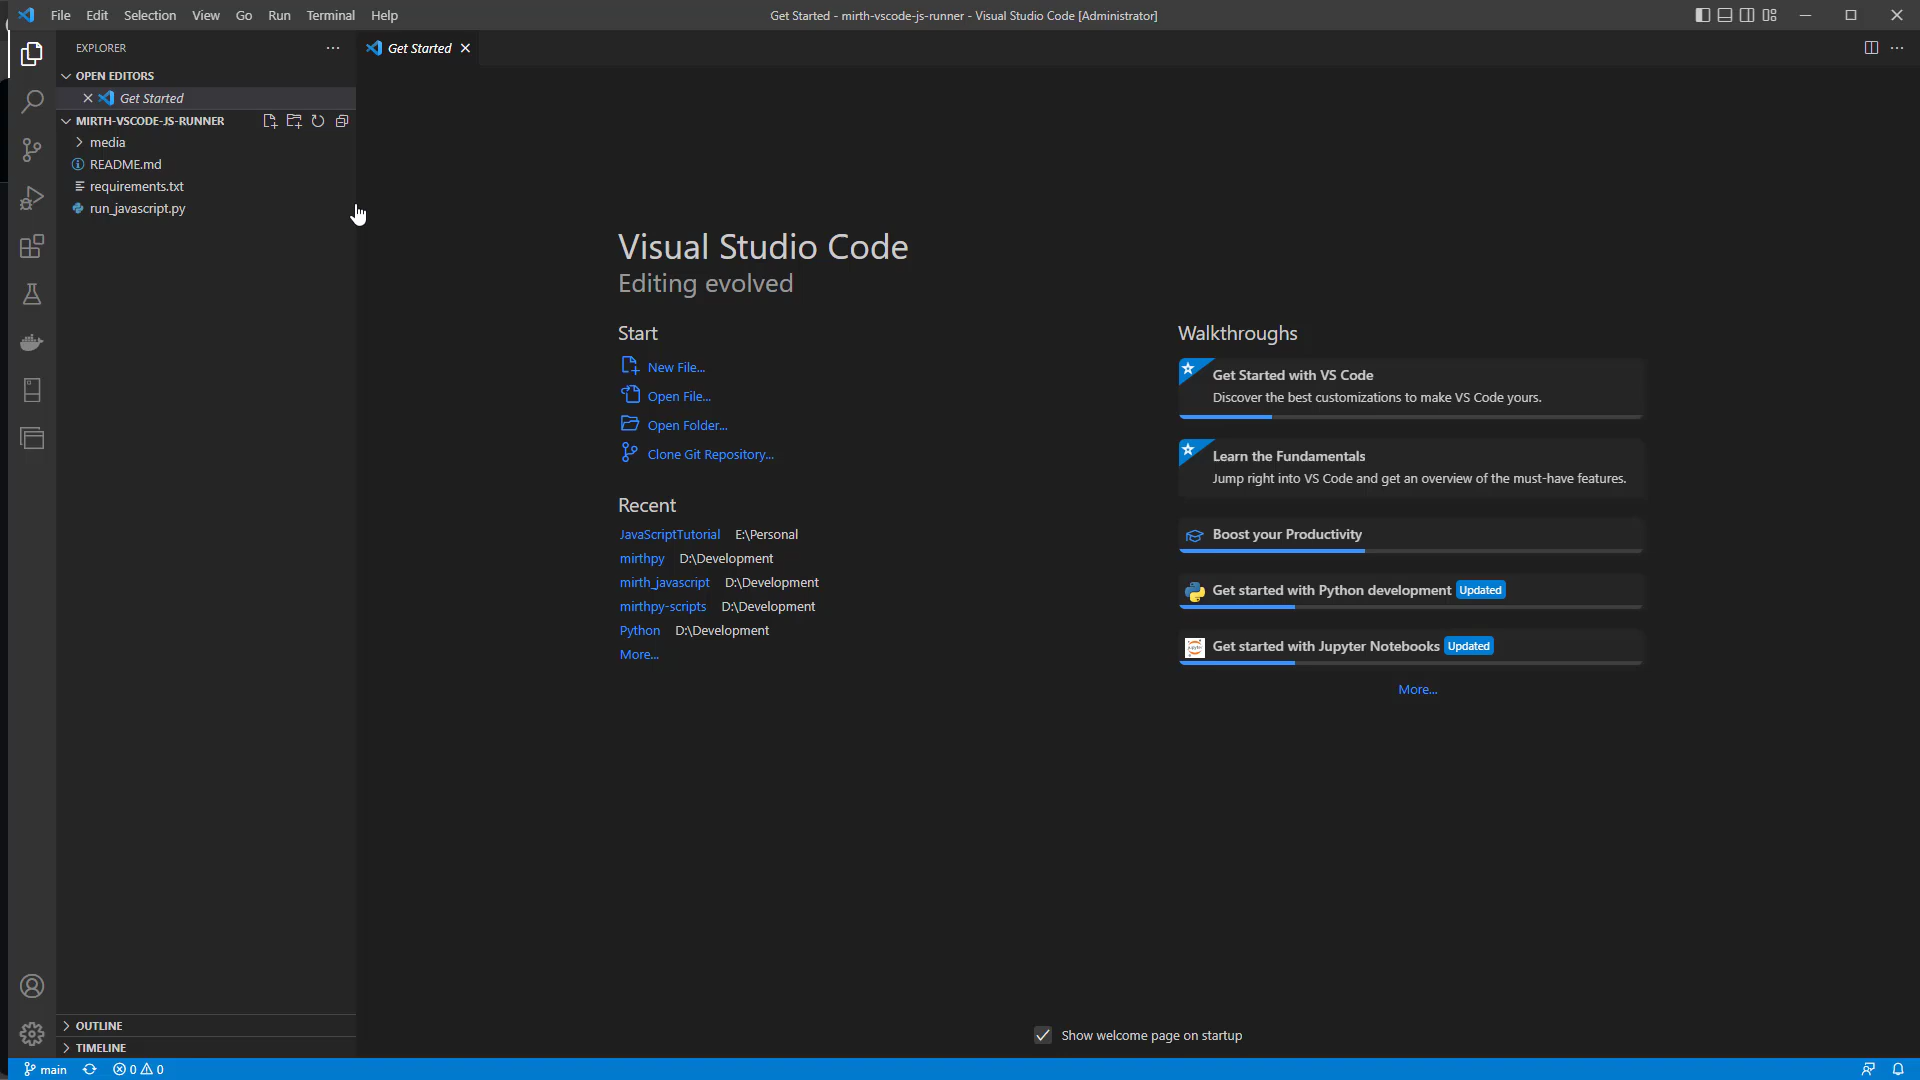 File Edit Selection View Go Run Terminal Help
Get Started - mirth-vscode-js-runner - Visual Studio Code [Administrator]
EXPLORER
Get Started
OPEN EDITORS
Get Started
MIRTH-VSCODE-JS-RUNNER
media
README.md
requirements.txt
run_javascript.py
Visual Studio Code
Editing evolved
Start
New File...
Open File...
Open Folder...
Clone Git Repository...
Recent
JavaScriptTutorial E:\Personal
mirthpy D:\Development
mirth_javascript D:\Development
mirthpy-scripts D:\Development
Python D:\Development
More...
Walkthroughs
Get Started with VS Code
Discover the best customizations to make VS Code yours.
Learn the Fundamentals
Jump right into VS Code and get an overview of the must-have features.
Boost your Productivity
Get started with Python development Updated
Get started with Jupyter Notebooks Updated
More...
Show welcome page on startup
OUTLINE
TIMELINE
main 0 0